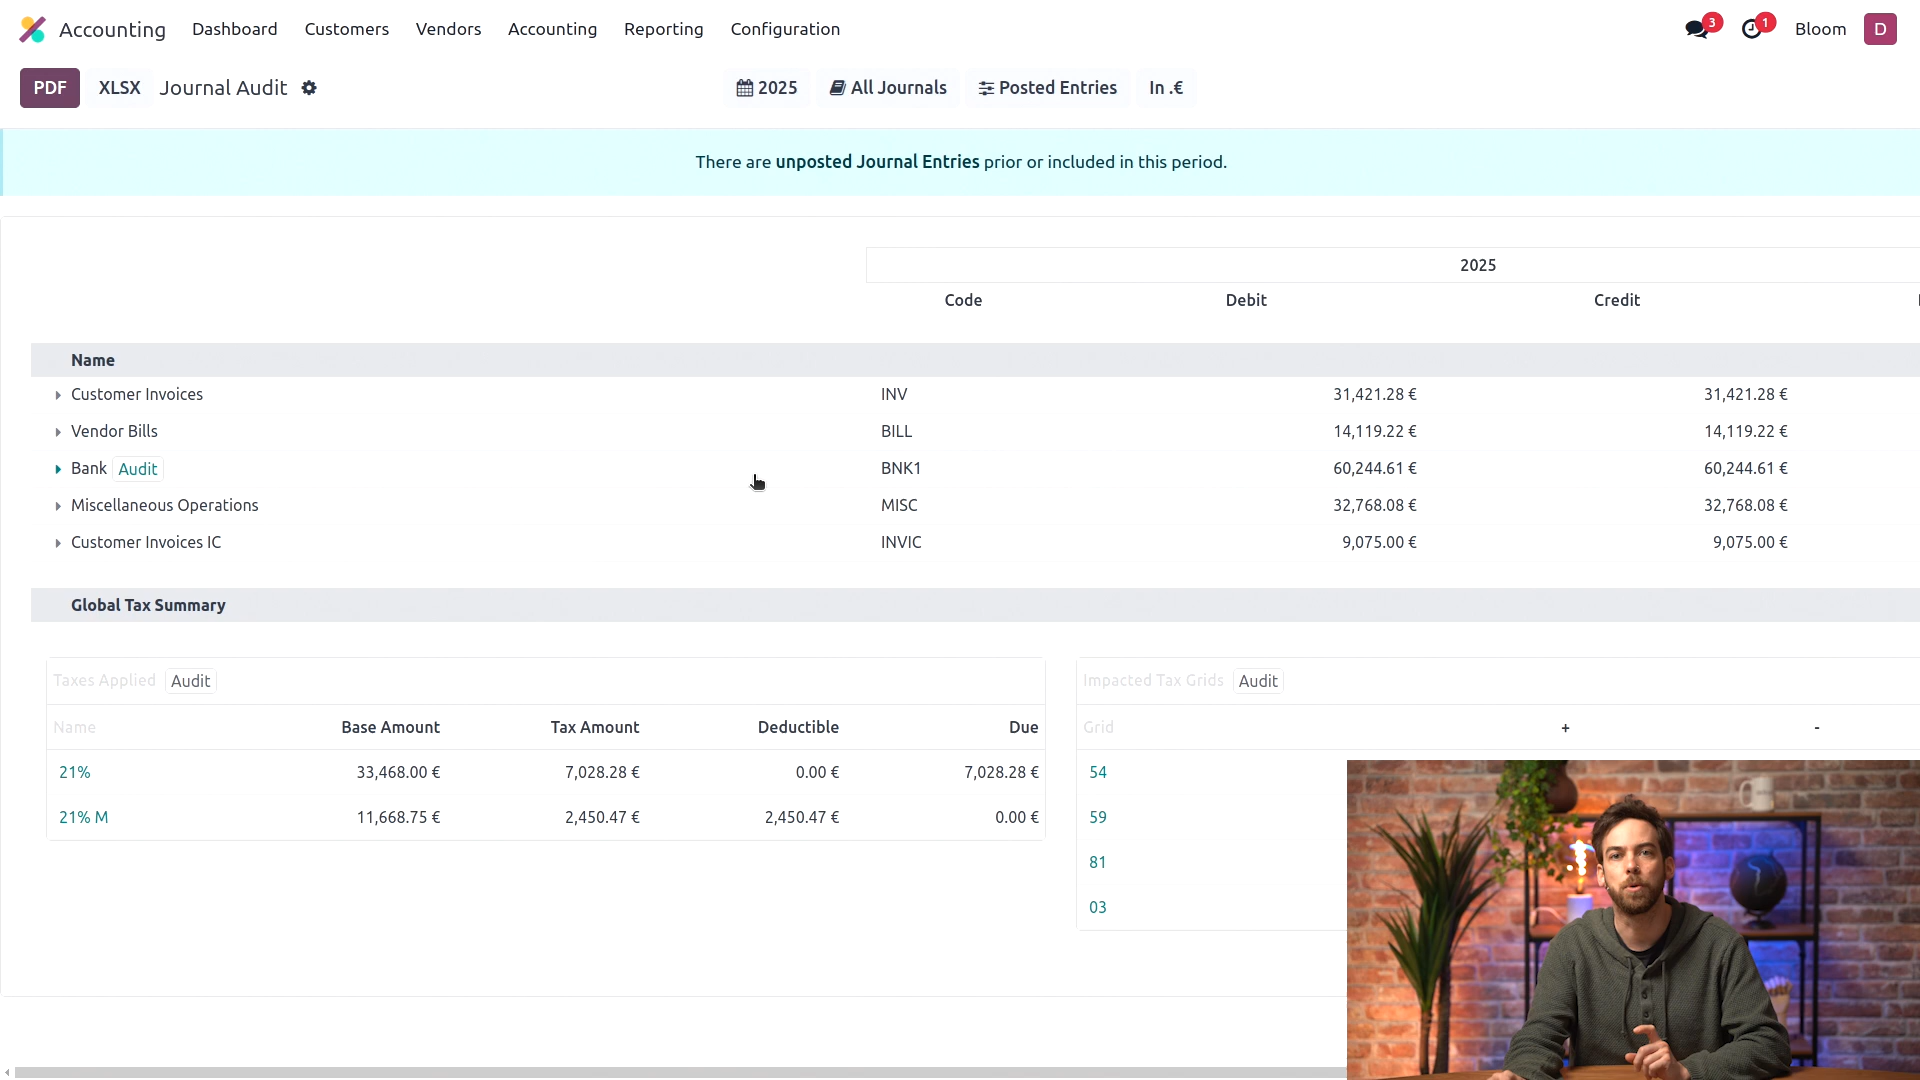 Accounting Dashboard Customers Vendors Accounting Reporting Configuration 3 1 Bloom D
PDF XLSX Journal Audit 2025 All Journals Posted Entries In .€
There are unposted Journal Entries prior or included in this period.
2025
Code Debit Credit
Name
Customer Invoices INV 31,421.28 € 31,421.28 €
Vendor Bills BILL 14,119.22 € 14,119.22 €
Bank Audit BNK1 60,244.61 € 60,244.61 €
Miscellaneous Operations MISC 32,768.08 € 32,768.08 €
Customer Invoices IC INVIC 9,075.00 € 9,075.00 €
Global Tax Summary
Taxes Applied Audit
Name Base Amount Tax Amount Deductible Due
21% 33,468.00 € 7,028.28 € 0.00 € 7,028.28 €
21% M 11,668.75 € 2,450.47 € 2,450.47 € 0.00 €
Impacted Tax Grids Audit
Grid + -
54
59
81
03